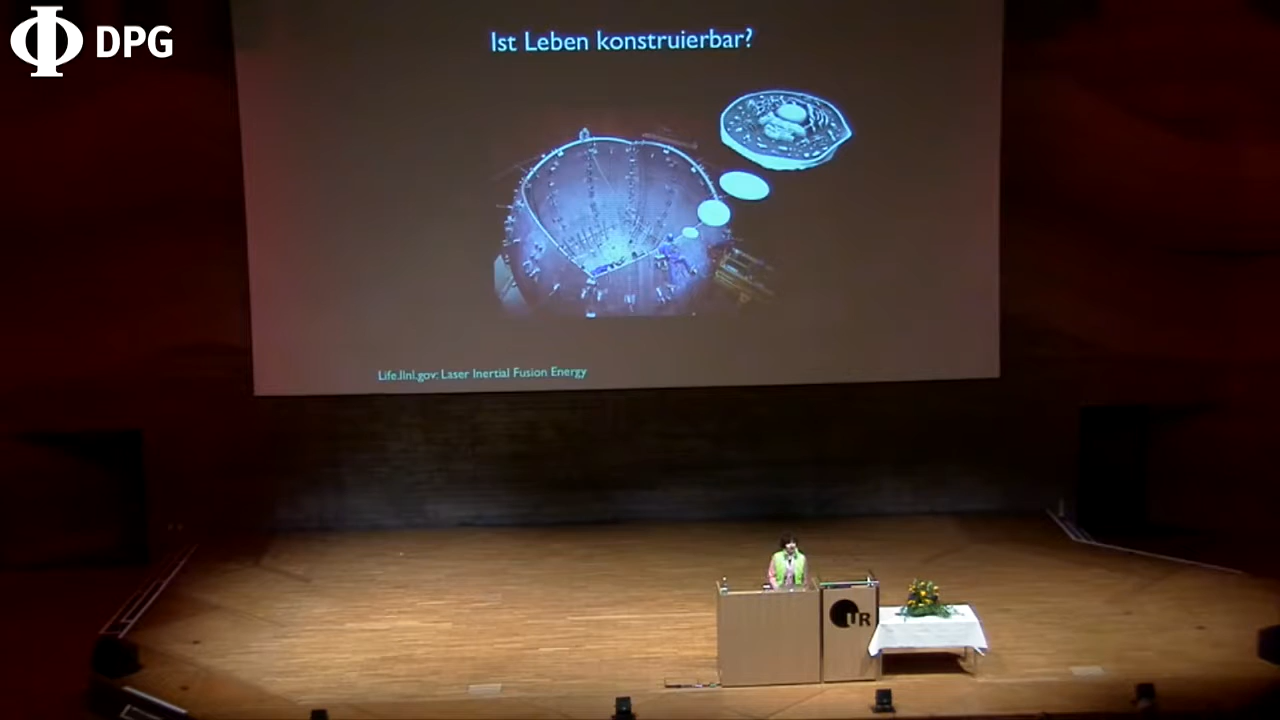 DPG
Ist Leben konstruierbar?
Life.llnl.gov: Laser Inertial Fusion Energy
UR